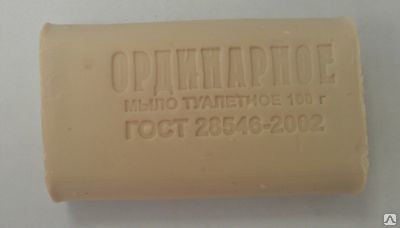 ОРДИНАРНОЕ
МЫЛО ТУАЛЕТНОЕ 100 г
ГОСТ 28546-2002